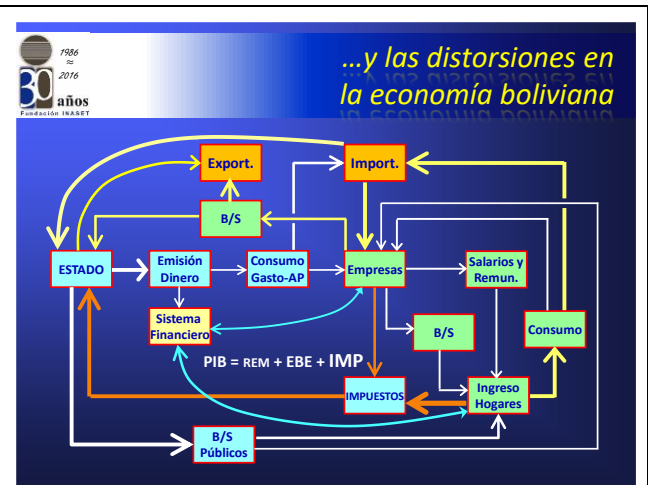 1986
≈
2016
30 años
Fundación INASET
…y las distorsiones en
la economía boliviana
Export.
Import.
B/S
ESTADO
Emisión
Dinero
Consumo
Gasto-AP
Empresas
Salarios y
Remun.
Sistema
Financiero
B/S
Consumo
PIB = REM + EBE + IMP
IMPUESTOS
Ingreso
Hogares
B/S
Públicos